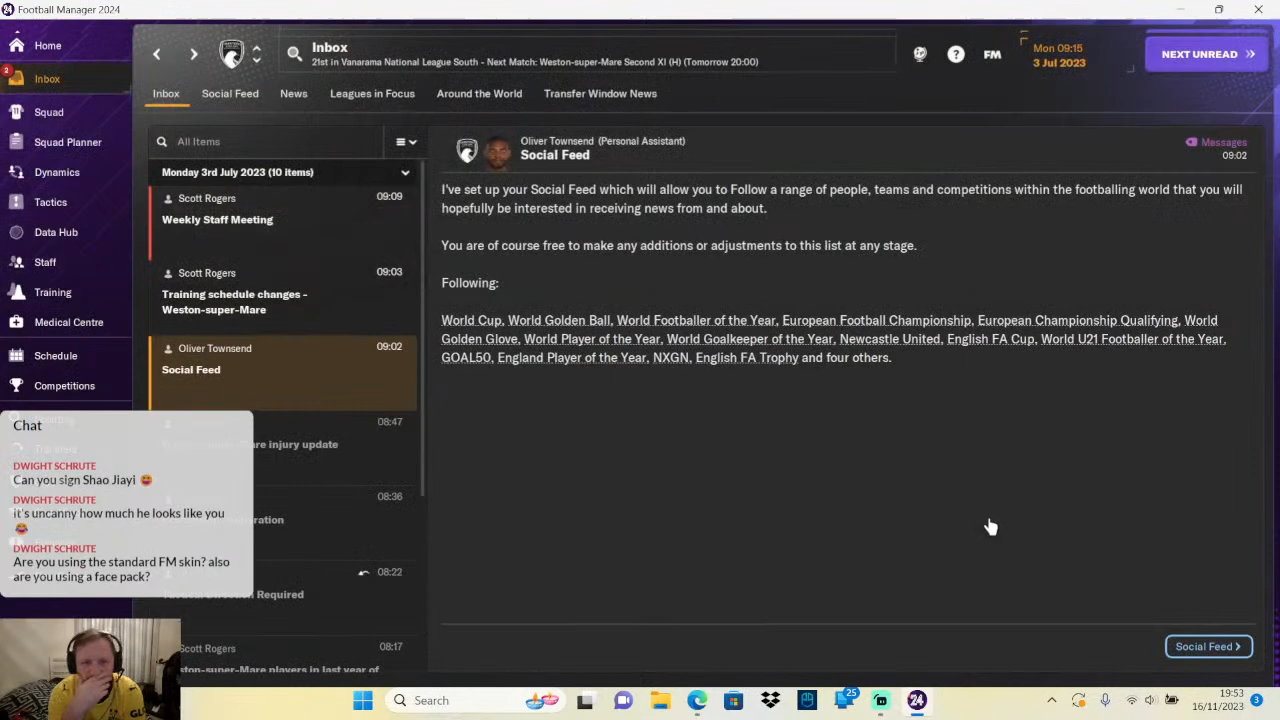 Football Manager 2024
Home
2
Inbox
Squad
Squad Planner
Dynamics
Tactics
Data Hub
Staff
Training
Medical Centre
Schedule
Competitions
Inbox
21st in Vanarama National League South - Next Match: Weston-super-Mare Second XI (H) (Tomorrow 20:00)
FM
Mon 09:15
3 Jul 2023
NEXT UNREAD
Inbox
Social Feed
News
Leagues in Focus
Around the World
Transfer Window News
All Items
Monday 3rd July 2023 (10 items)
Scott Rogers
09:09
Weekly Staff Meeting
Scott Rogers
09:03
Training schedule changes -
Weston-super-Mare
Oliver Townsend
09:02
Social Feed
08:47
injury update
08:36
08:22
Required
Scott Rogers
08:17
ston-super-Mare players in last year of
Oliver Townsend (Personal Assistant)
Social Feed
Messages
09:02
I've set up your Social Feed which will allow you to Follow a range of people, teams and competitions within the footballing world that you will
hopefully be interested in receiving news from and about.
You are of course free to make any additions or adjustments to this list at any stage.
Following:
World Cup, World Golden Ball, World Footballer of the Year, European Football Championship, European Championship Qualifying, World
Golden Glove, World Player of the Year, World Goalkeeper of the Year, Newcastle United, English FA Cup, World U21 Footballer of the Year,
GOAL50, England Player of the Year, NXGN, English FA Trophy and four others.
Social Feed
Chat
DWIGHT SCHRUTE
Can you sign Shao Jiayi
DWIGHT SCHRUTE
it's uncanny how much he looks like you
DWIGHT SCHRUTE
Are you using the standard FM skin? also
are you using a face pack?
Search
25
24
19:53
16/11/2023